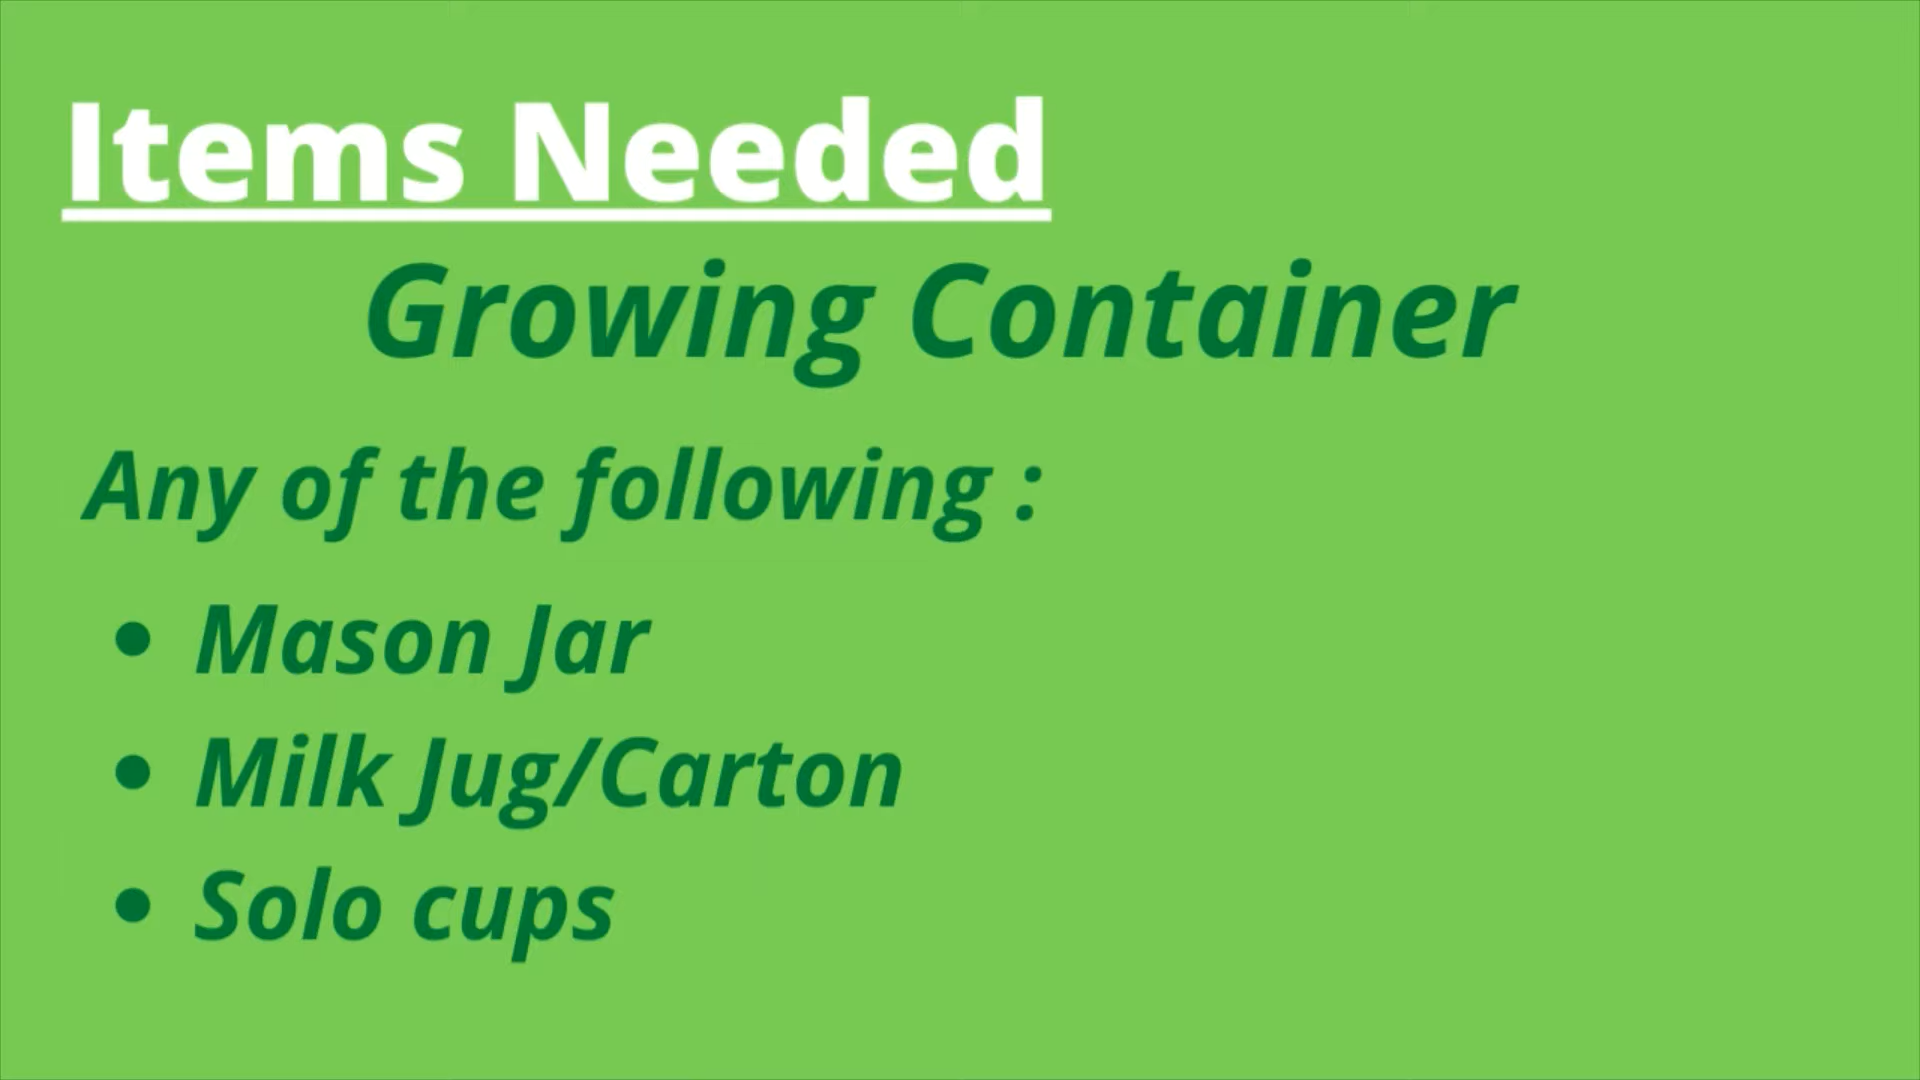 Items Needed
Growing Container
Any of the following :
• Mason Jar
• Milk Jug/Carton
• Solo cups